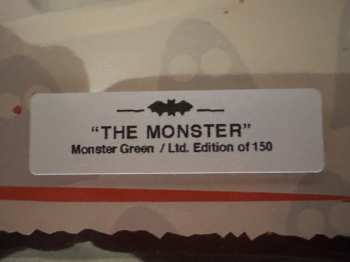 "THE MONSTER"
Monster Green / Ltd. Edition of 150